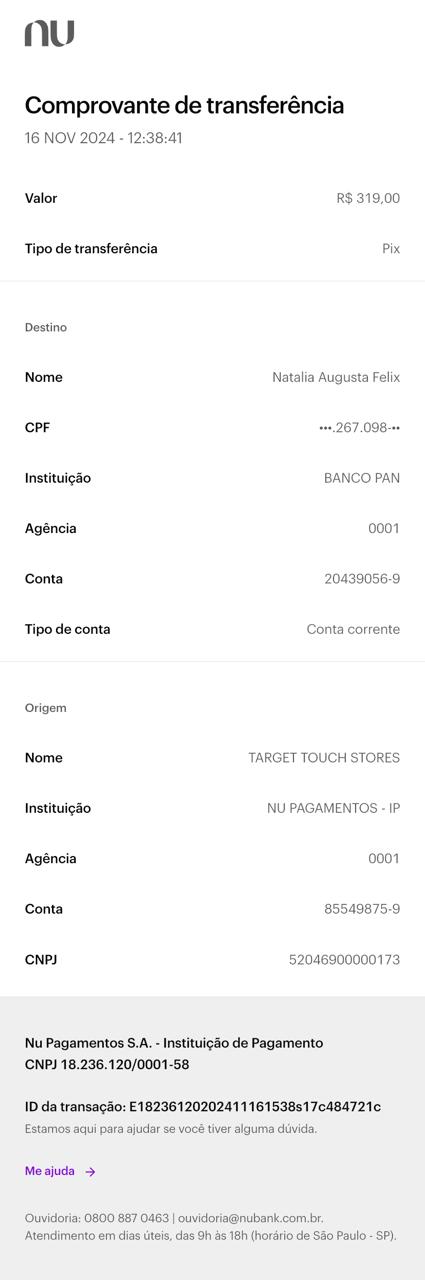 nu
Comprovante de transferência
16 NOV 2024 - 12:38:41
Valor R$ 319,00
Tipo de transferência Pix
Destino
Nome Natalia Augusta Felix
CPF •••.267.098-••
Instituição BANCO PAN
Agência 0001
Conta 20439056-9
Tipo de conta Conta corrente
Origem
Nome TARGET TOUCH STORES
Instituição NU PAGAMENTOS - IP
Agência 0001
Conta 85549875-9
CNPJ 52046900000173
Nu Pagamentos S.A. - Instituição de Pagamento
CNPJ 18.236.120/0001-58
ID da transação: E18236120202411161538s17c484721c
Estamos aqui para ajudar se você tiver alguma dúvida.
Me ajuda →
Ouvidoria: 0800 887 0463 | ouvidoria@nubank.com.br.
Atendimento em dias úteis, das 9h às 18h (horário de São Paulo - SP).